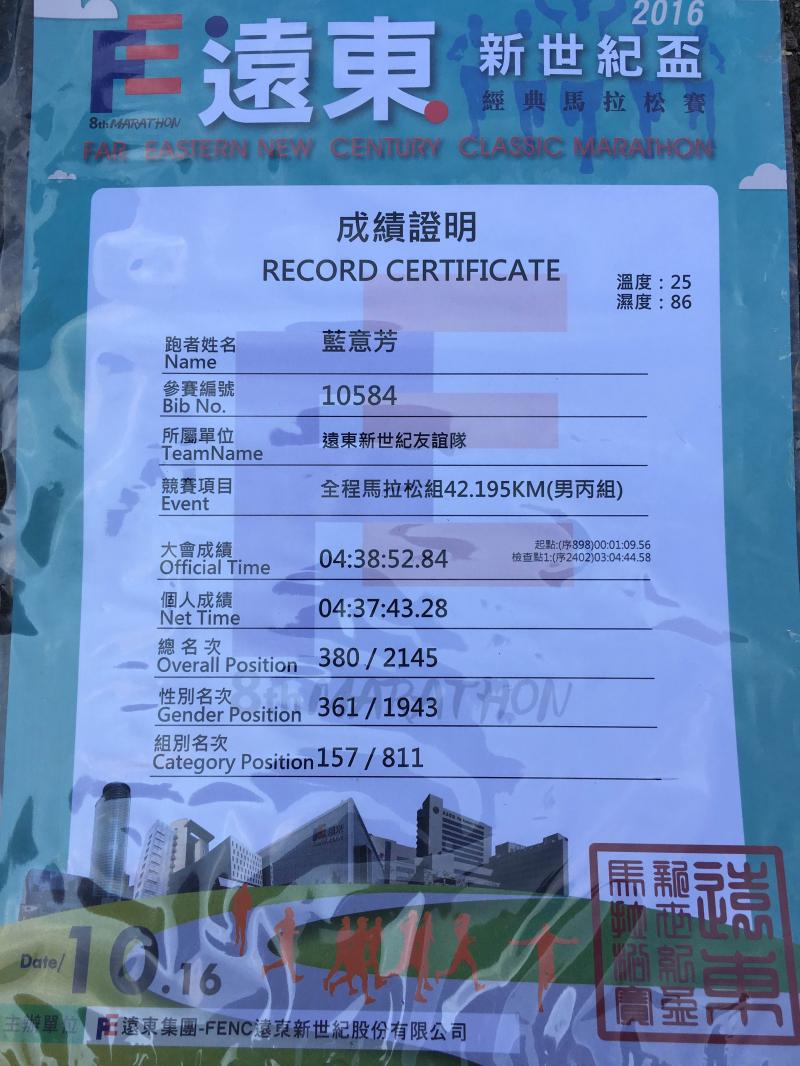 2016
FE 遠東 新世紀盃
8th MARATHON 經典馬拉松賽
FAR EASTERN NEW CENTURY CLASSIC MARATHON
成績證明
RECORD CERTIFICATE
溫度：25
濕度：86
跑者姓名 藍意芳
Name
參賽編號 10584
Bib No.
所屬單位 遠東新世紀友誼隊
TeamName
競賽項目 全程馬拉松組42.195KM(男丙組)
Event
起點:(序898)00:01:09.56
檢查點1:(序2402)03:04:44.58
大會成績 04:38:52.84
Official Time
個人成績 04:37:43.28
Net Time
總名次 380 / 2145
Overall Position
性別名次 361 / 1943
Gender Position
8th MARATHON
組別名次 157 / 811
Category Position
遠東
新世紀盃
馬拉松賽
Date/ 10.16
主辦單位 FE 遠東集團-FENC遠東新世紀股份有限公司